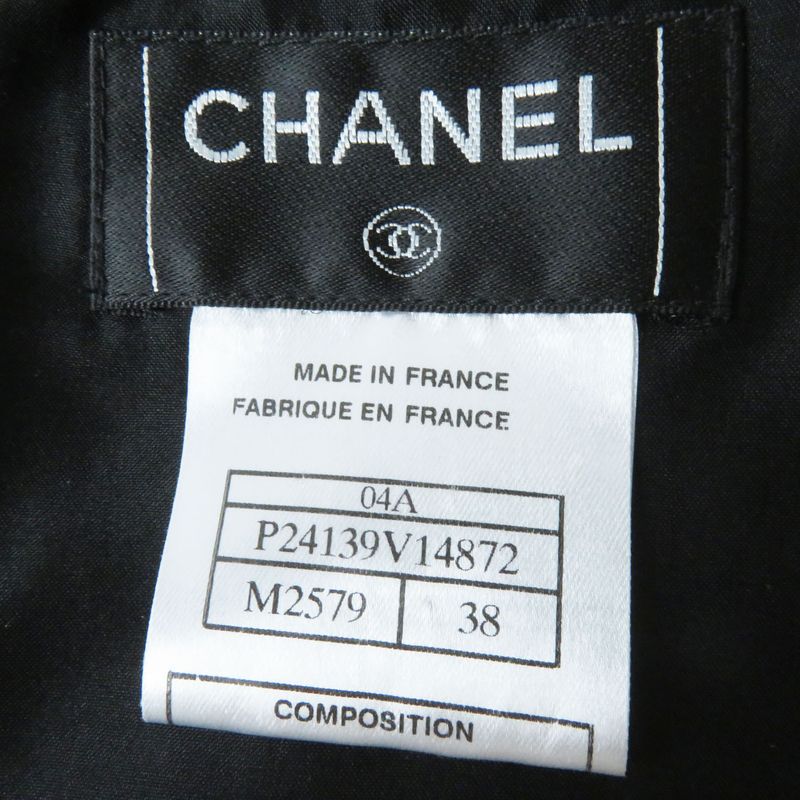 CHANEL
MADE IN FRANCE
FABRIQUE EN FRANCE
04A
P24139V14872
M2579 38
COMPOSITION